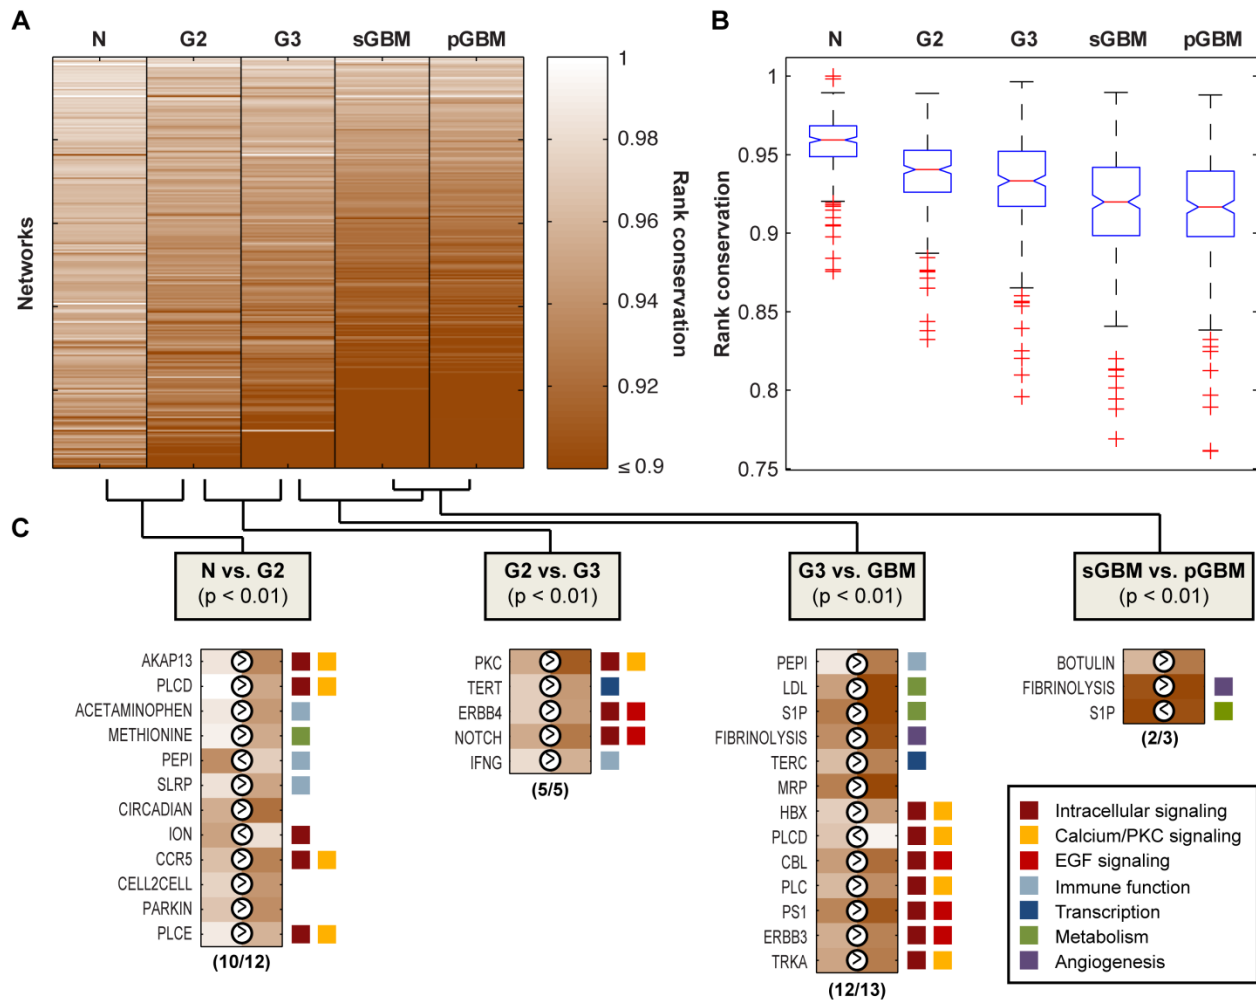 A
N G2 G3 sGBM pGBM
Networks
1
0.98
0.96
0.94
0.92
≤ 0.9
Rank conservation
B
N G2 G3 sGBM pGBM
Rank conservation
1
0.95
0.9
0.85
0.8
0.75
C
N vs. G2
(p < 0.01)
G2 vs. G3
(p < 0.01)
G3 vs. GBM
(p < 0.01)
sGBM vs. pGBM
(p < 0.01)
AKAP13 >
PLCD >
ACETAMINOPHEN >
METHIONINE >
PEPI <
SLRP >
CIRCADIAN >
ION <
CCR5 >
CELL2CELL >
PARKIN >
PLCE >
(10/12)
PKC >
TERT >
ERBB4 >
NOTCH >
IFNG >
(5/5)
PEPI >
LDL >
S1P >
FIBRINOLYSIS >
TERC >
MRP >
HBX >
PLCD <
CBL >
PLC >
PS1 >
ERBB3 >
TRKA >
(12/13)
BOTULIN >
FIBRINOLYSIS >
S1P <
(2/3)
Intracellular signaling
Calcium/PKC signaling
EGF signaling
Immune function
Transcription
Metabolism
Angiogenesis